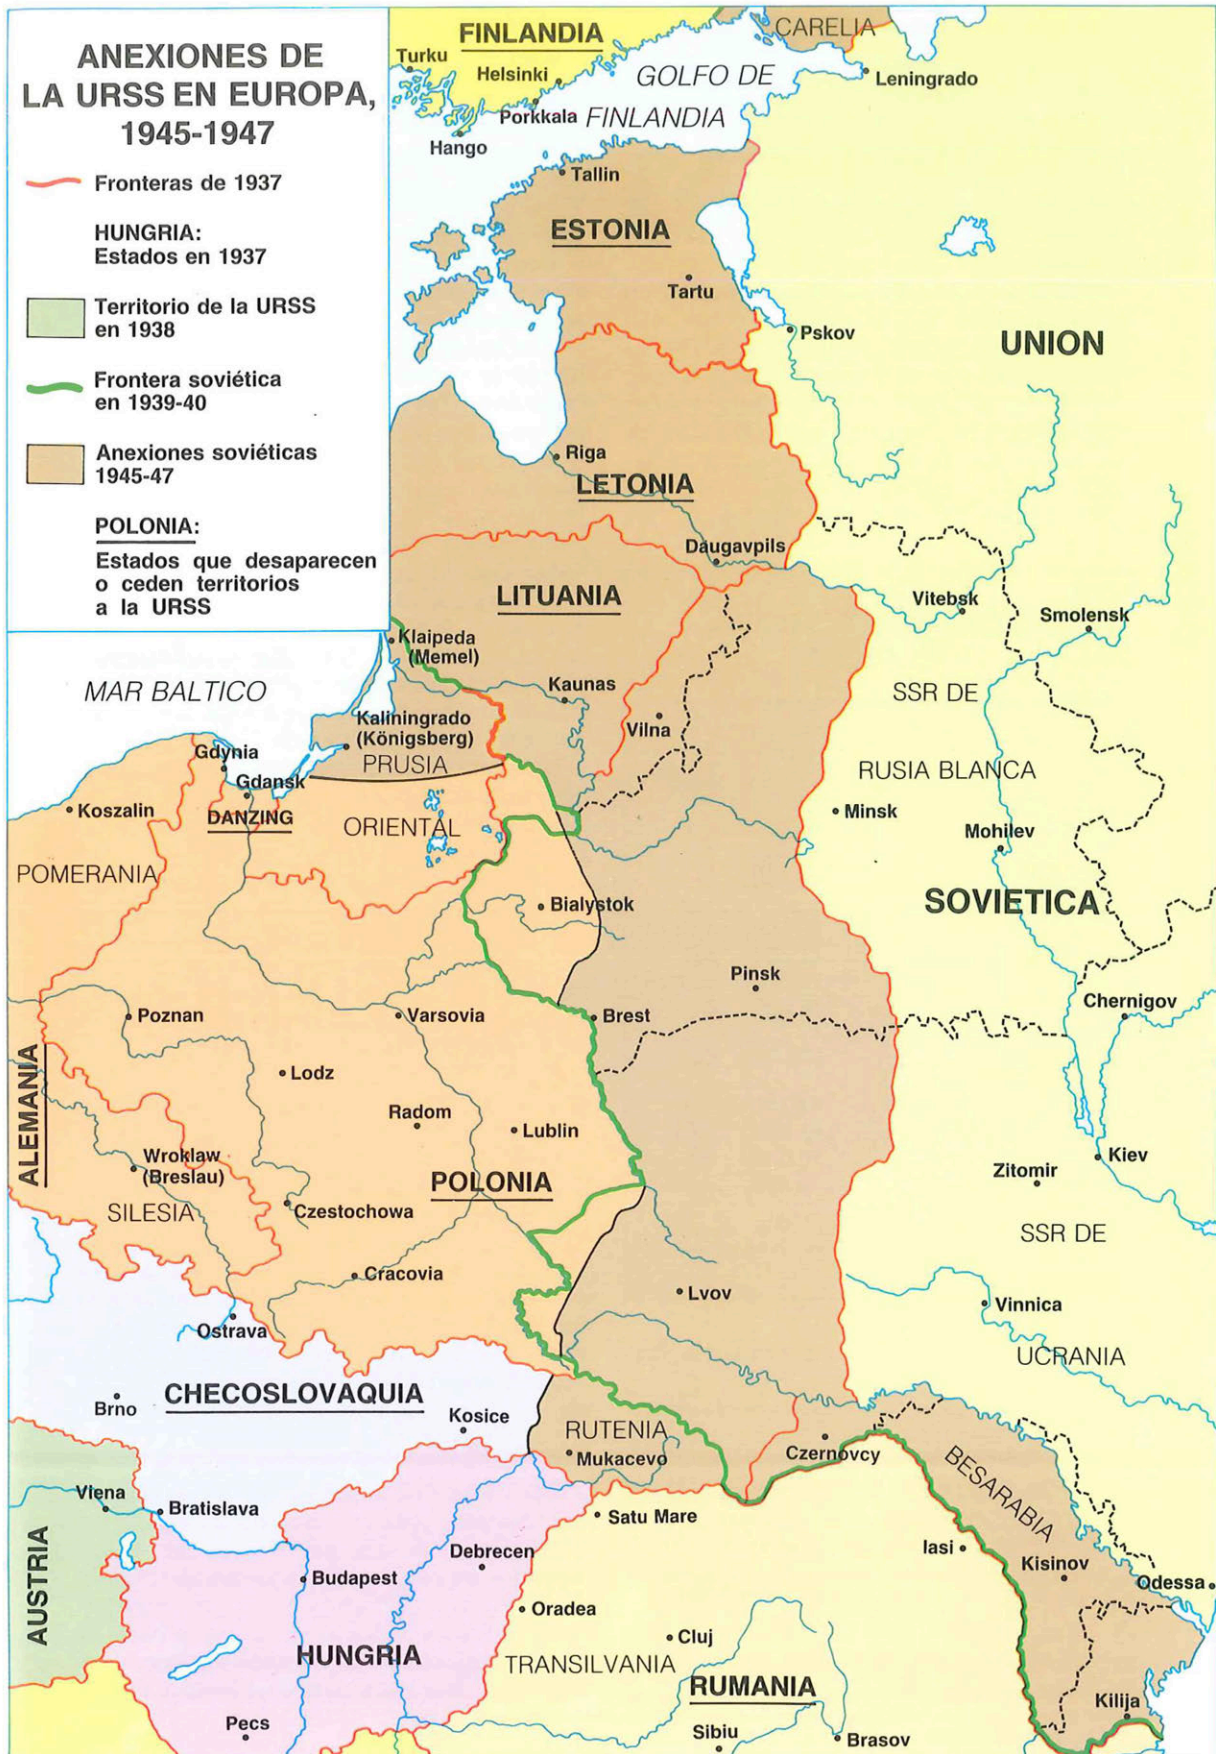 ANEXIONES DE
LA URSS EN EUROPA,
1945-1947
Fronteras de 1937
HUNGRIA:
Estados en 1937
Territorio de la URSS
en 1938
Frontera soviética
en 1939-40
Anexiones soviéticas
1945-47
POLONIA:
Estados que desaparecen
o ceden territorios
a la URSS
FINLANDIA
CARELIA
Turku
Helsinki
GOLFO DE
FINLANDIA
Leningrado
Porkkala
Hango
Tallin
ESTONIA
Tartu
Pskov
UNION
Riga
LETONIA
Daugavpils
LITUANIA
Vitebsk
Smolensk
Klaipeda
(Memel)
MAR BALTICO
Kaunas
SSR DE
Kaliningrado
(Königsberg)
Vilna
PRUSIA
RUSIA BLANCA
Gdynia
Gdansk
Koszalin
DANZING
ORIENTAL
Minsk
Mohilev
POMERANIA
Bialystok
SOVIETICA
Pinsk
Chernigov
Poznan
Varsovia
Brest
ALEMANIA
Lodz
Radom
Lublin
Kiev
Wroklaw
(Breslau)
Zitomir
POLONIA
SILESIA
Czestochowa
SSR DE
Cracovia
Lvov
Vinnica
Ostrava
UCRANIA
CHECOSLOVAQUIA
Brno
Kosice
RUTENIA
Mukacevo
Czernovcy
BESARABIA
Viena
Bratislava
Satu Mare
AUSTRIA
Debrecen
Iasi
Kisinov
Budapest
Odessa
Oradea
Cluj
HUNGRIA
TRANSILVANIA
RUMANIA
Kilija
Pecs
Sibiu
Brasov